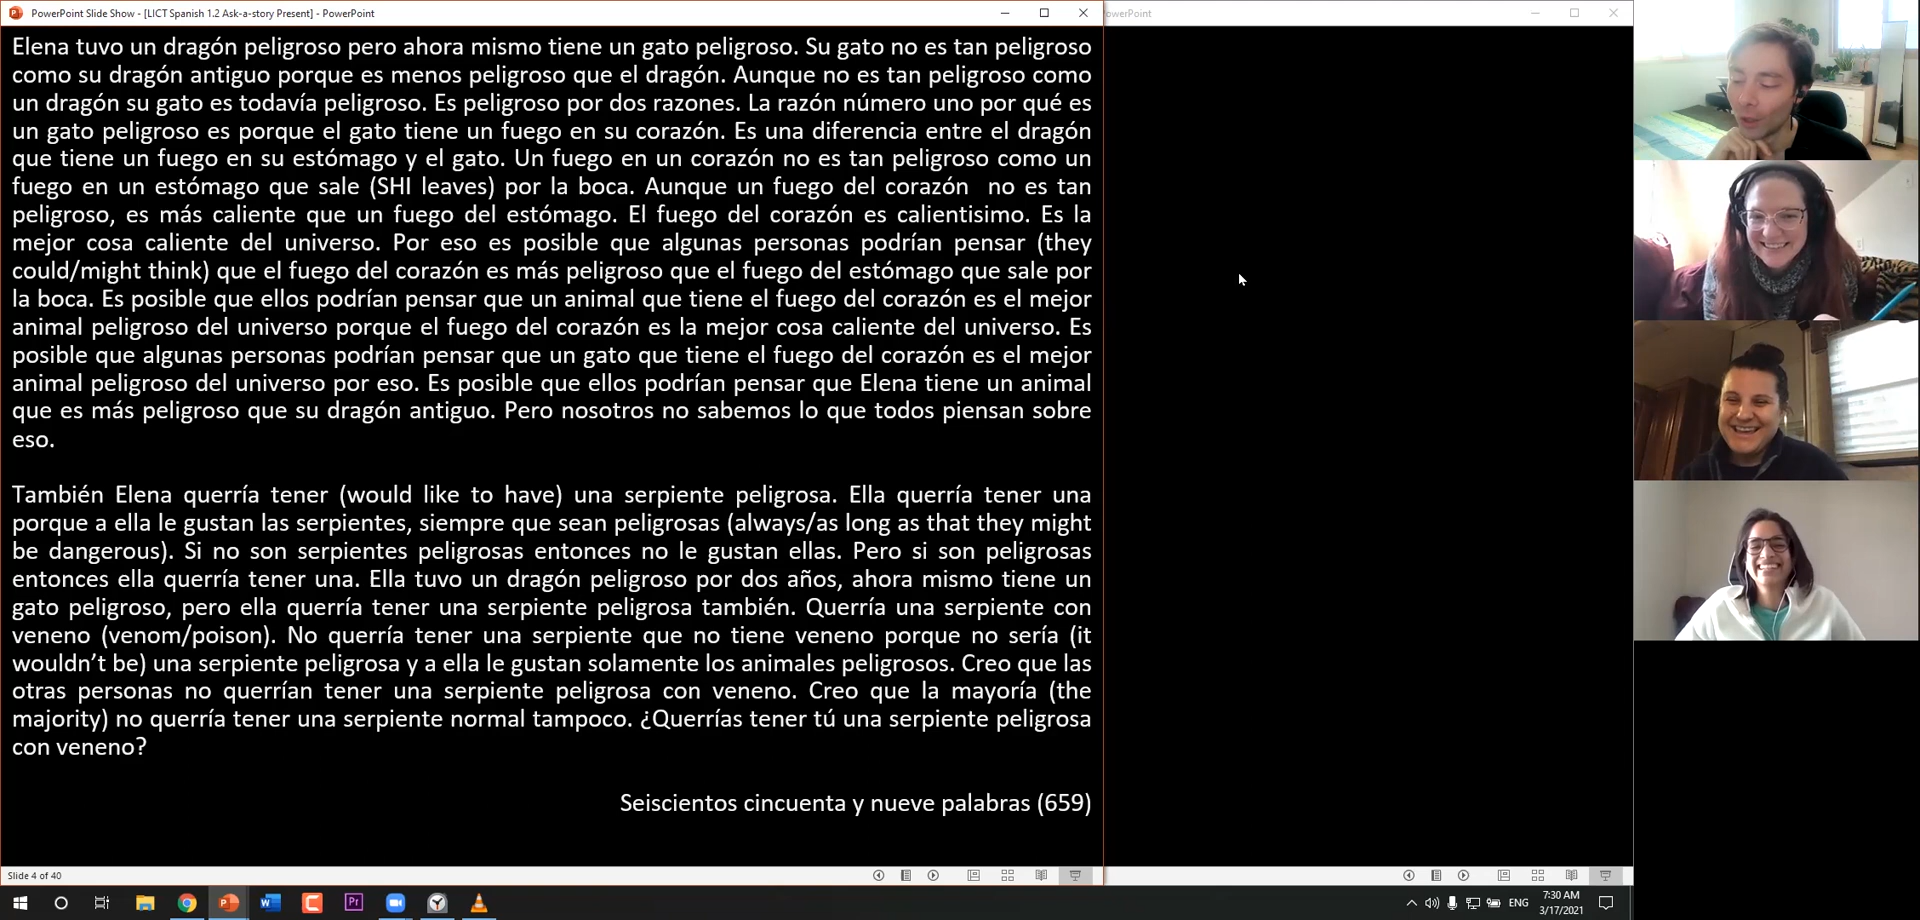 PowerPoint Slide Show - [LICT Spanish 1.2 Ask-a-story Present] - PowerPoint
Elena tuvo un dragón peligroso pero ahora mismo tiene un gato peligroso. Su gato no es tan peligroso
como su dragón antiguo porque es menos peligroso que el dragón. Aunque no es tan peligroso como
un dragón su gato es todavía peligroso. Es peligroso por dos razones. La razón número uno por qué es
un gato peligroso es porque el gato tiene un fuego en su corazón. Es una diferencia entre el dragón
que tiene un fuego en su estómago y el gato. Un fuego en un corazón no es tan peligroso como un
fuego en un estómago que sale (SHI leaves) por la boca. Aunque un fuego del corazón no es tan
peligroso, es más caliente que un fuego del estómago. El fuego del corazón es calientisimo. Es la
mejor cosa caliente del universo. Por eso es posible que algunas personas podrían pensar (they
could/might think) que el fuego del corazón es más peligroso que el fuego del estómago que sale por
la boca. Es posible que ellos podrían pensar que un animal que tiene el fuego del corazón es el mejor
animal peligroso del universo porque el fuego del corazón es la mejor cosa caliente del universo. Es
posible que algunas personas podrían pensar que un gato que tiene el fuego del corazón es el mejor
animal peligroso del universo por eso. Es posible que ellos podrían pensar que Elena tiene un animal
que es más peligroso que su dragón antiguo. Pero nosotros no sabemos lo que todos piensan sobre
eso.
También Elena querría tener (would like to have) una serpiente peligrosa. Ella querría tener una
porque a ella le gustan las serpientes, siempre que sean peligrosas (always/as long as that they might
be dangerous). Si no son serpientes peligrosas entonces no le gustan ellas. Pero si son peligrosas
entonces ella querría tener una. Ella tuvo un dragón peligroso por dos años, ahora mismo tiene un
gato peligroso, pero ella querría tener una serpiente peligrosa también. Querría una serpiente con
veneno (venom/poison). No querría tener una serpiente que no tiene veneno porque no sería (it
wouldn't be) una serpiente peligrosa y a ella le gustan solamente los animales peligrosos. Creo que las
otras personas no querrían tener una serpiente peligrosa con veneno. Creo que la mayoría (the
majority) no querría tener una serpiente normal tampoco. ¿Querrías tener tú una serpiente peligrosa
con veneno?
Seiscientos cincuenta y nueve palabras (659)
Slide 4 of 40
owerPoint
Pr
ENG
7:30 AM
3/17/2021